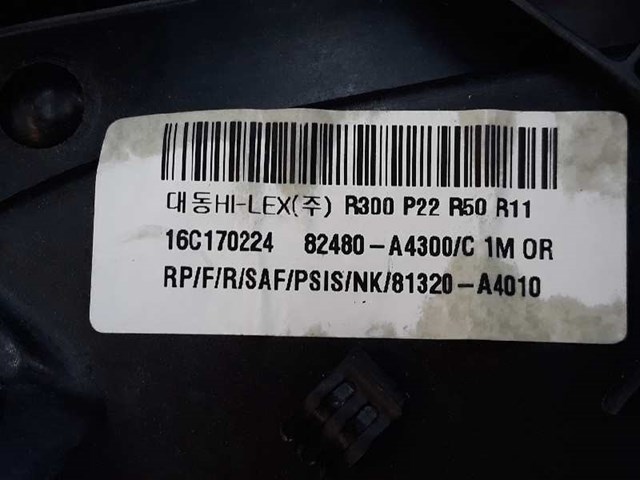 대동HI-LEX(주) R300 P22 R50 R11
16C170224 82480-A4300/C 1M OR
RP/F/R/SAF/PSIS/NK/81320-A4010